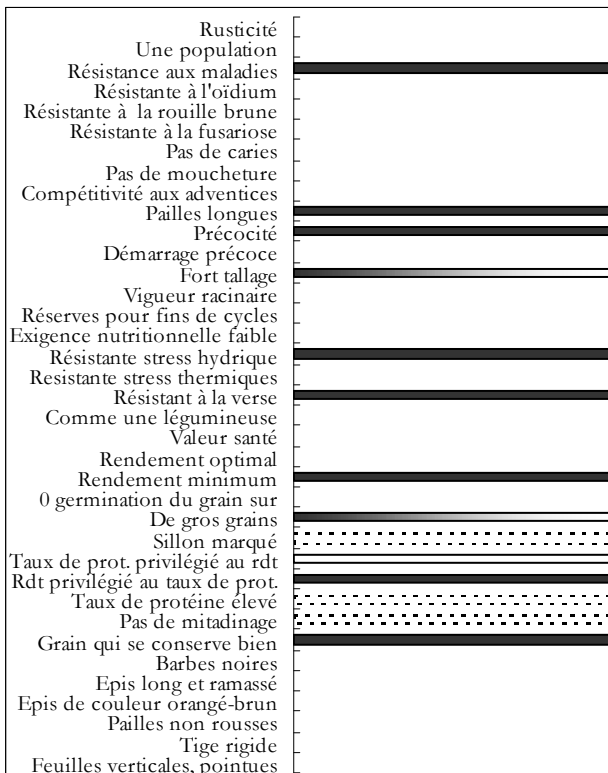 Rusticité
Une population
Résistance aux maladies
Résistante à l'oïdium
Résistante à la rouille brune
Résistante à la fusariose
Pas de caries
Pas de moucheture
Compétitivité aux adventices
Pailles longues
Précocité
Démarrage précoce
Fort tallage
Vigueur racinaire
Réserves pour fins de cycles
Exigence nutritionnelle faible
Résistante stress hydrique
Resistante stress thermiques
Résistant à la verse
Comme une légumineuse
Valeur santé
Rendement optimal
Rendement minimum
0 germination du grain sur
De gros grains
Sillon marqué
Taux de prot. privilégié au rdt
Rdt privilégié au taux de prot.
Taux de protéine élevé
Pas de mitadinage
Grain qui se conserve bien
Barbes noires
Epis long et ramassé
Epis de couleur orangé-brun
Pailles non rousses
Tige rigide
Feuilles verticales, pointues